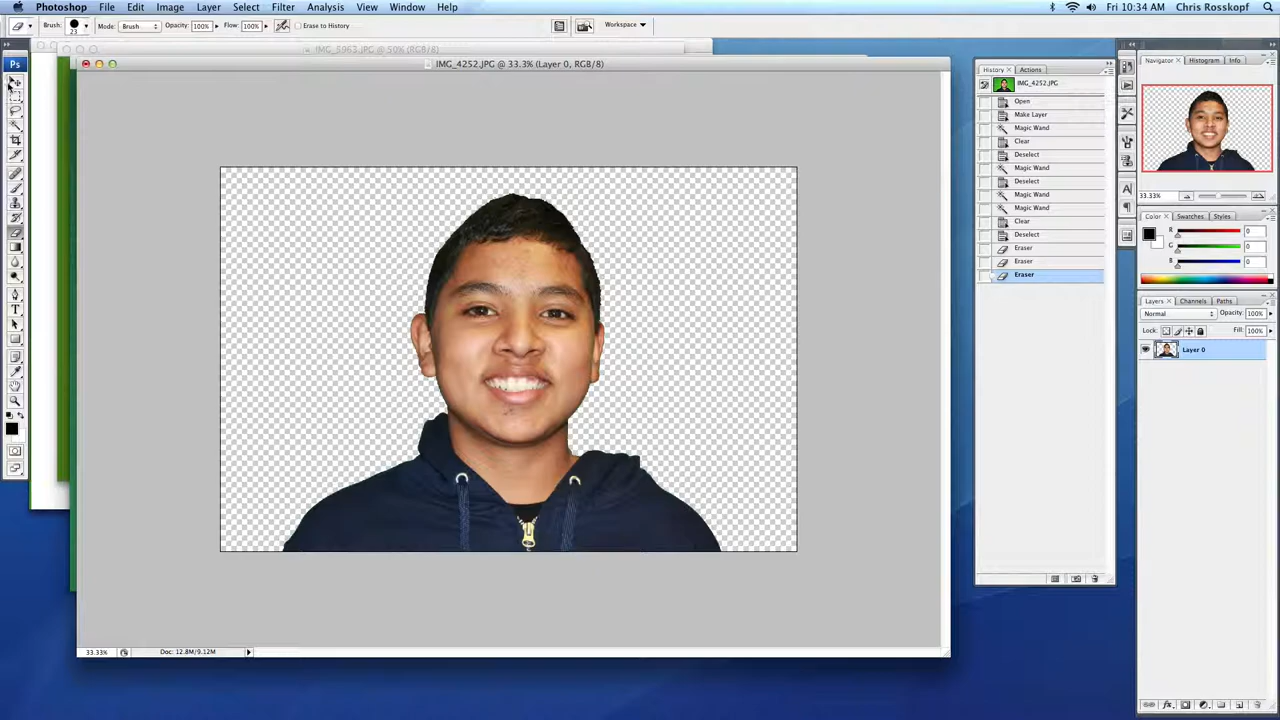 Photoshop File Edit Image Layer Select Filter Analysis View Window Help Fri 10:34 AM Chris Rosskopf
Brush: 23 Mode: Brush Opacity: 100% Flow: 100% Erase to History Workspace
IMG_5963.JPG @ 50% (RGB/8)
IMG_4252.JPG @ 33.3% (Layer 0, RGB/8)
Ps
History Actions
IMG_4252.JPG
Open
Make Layer
Magic Wand
Clear
Deselect
Magic Wand
Deselect
Magic Wand
Magic Wand
Clear
Deselect
Eraser
Eraser
Eraser
Navigator Histogram Info
33.33%
Color Swatches Styles
R 0
G 0
B 0
Layers Channels Paths
Normal Opacity: 100%
Lock: Fill: 100%
Layer 0
T
A
33.33% Doc: 12.8M/9.12M